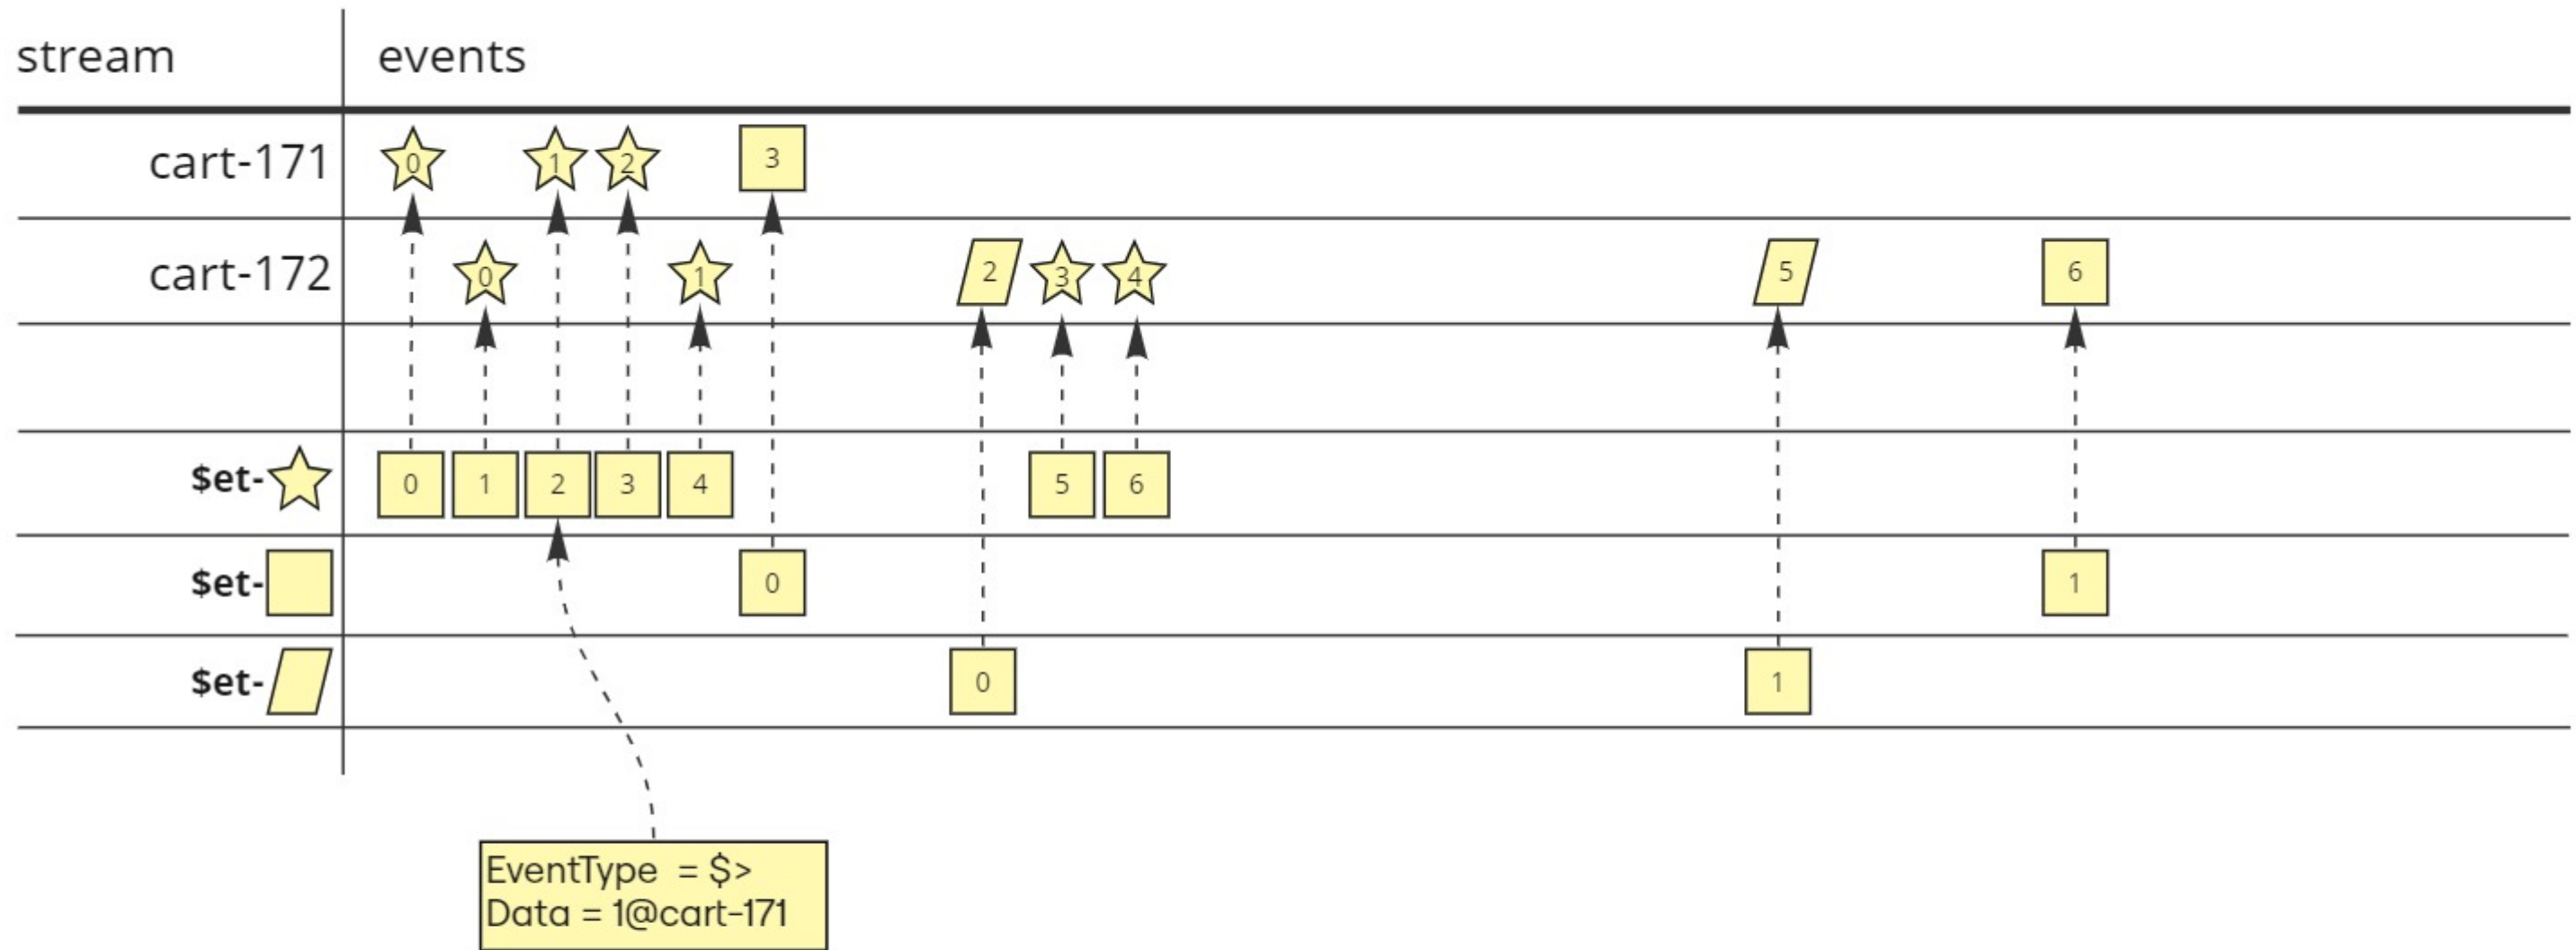 stream events
cart-171 0 1 2 3
cart-172 0 1 2 3 4 5 6
$et- 0 1 2 3 4 5 6
$et- 0 1
$et- 0 1
EventType = $>
Data = 1@cart-171